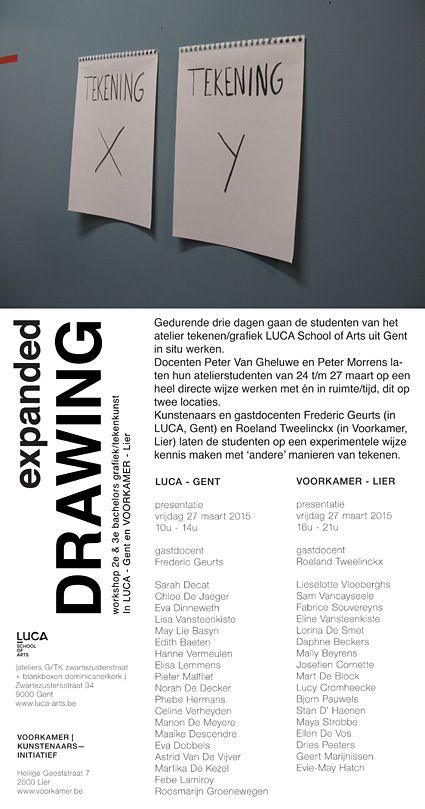 TEKENING
X
TEKENING
Y
expanded
DRAWING
workshop 2e & 3e bachelors grafiek/tekenkunst
in LUCA - Gent en VOORKAMER - Lier
Gedurende drie dagen gaan de studenten van het
atelier tekenen/grafiek LUCA School of Arts uit Gent
in situ werken.
Docenten Peter Van Gheluwe en Peter Morrens la-
ten hun atelierstudenten van 24 t/m 27 maart op een
heel directe wijze werken met én in ruimte/tijd, dit op
twee locaties.
Kunstenaars en gastdocenten Frederic Geurts (in
LUCA, Gent) en Roeland Tweelinckx (in Voorkamer,
Lier) laten de studenten op een experimentele wijze
kennis maken met ‘andere’ manieren van tekenen.
LUCA - GENT
presentatie
vrijdag 27 maart 2015
10u - 14u
gastdocent
Frederic Geurts
Sarah Decat
Chloe De Jaeger
Eva Dinneweth
Lisa Vansteenkiste
May Lie Basyn
Edith Baeten
Hanne Vermeulen
Elisa Lemmens
Pieter Malfliet
Norah De Decker
Phebe Hermans
Celine Verheyden
Manon De Meyere
Maaike Descendre
Eva Dobbels
Astrid Van De Vijver
Martika De Kezel
Febe Lamiroy
Roosmarijn Groenewegen
VOORKAMER - LIER
presentatie
vrijdag 27 maart 2015
16u - 21u
gastdocent
Roeland Tweelinckx
Lieselotte Vloeberghs
Sam Vancayseele
Fabrice Souvereyns
Eline Vansteenkiste
Lorina De Smet
Daphne Beckers
Maïly Beyrens
Josefien Cornette
Mart De Block
Lucy Cromheecke
Bjorn Pauwels
Stan D' Haenen
Maya Strobbe
Ellen De Vos
Dries Peeters
Geert Marijnissen
Evie-May Hatch
LUCA
SCHOOL
OF
ARTS
(ateliers G/TK zwartezusterstraat
+ blankboxen dominicanerkerk )
Zwartezustersstraat 34
9000 Gent
www.luca-arts.be
VOORKAMER |
KUNSTENAARS—
INITIATIEF
Heilige Geeststraat 7
2500 Lier
www.voorkamer.be